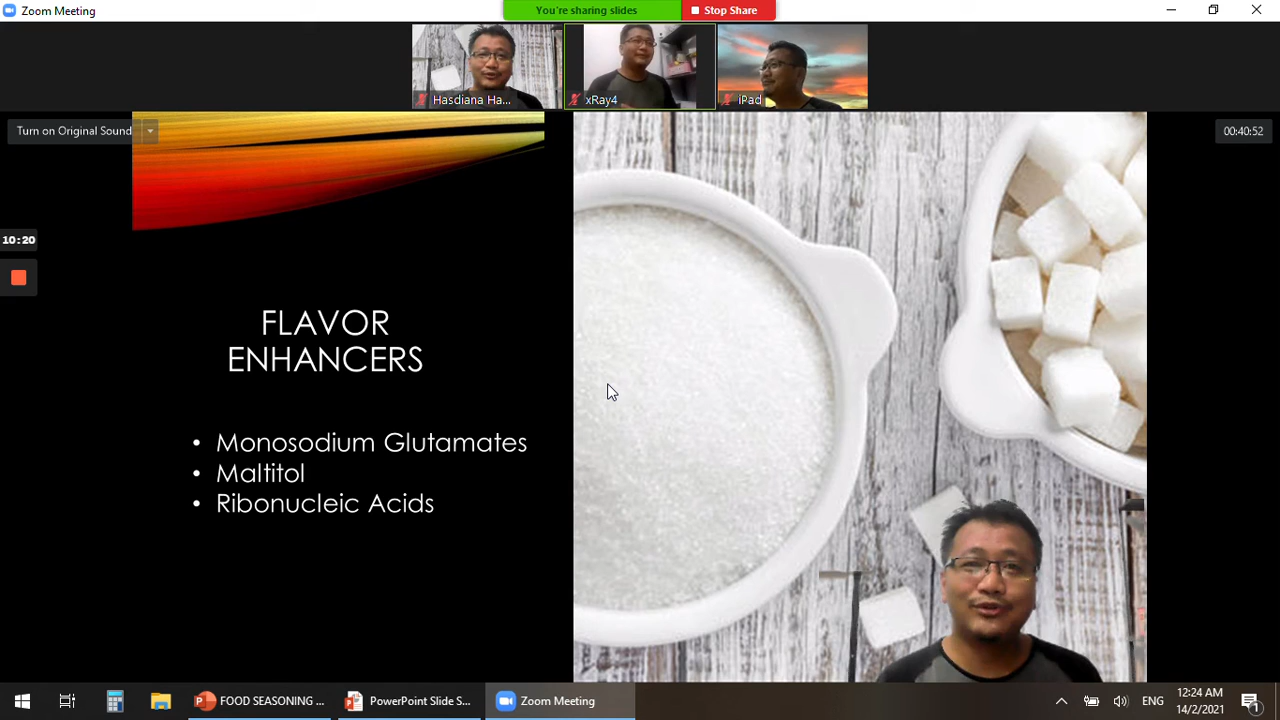 Zoom Meeting
You're sharing slides
Stop Share
Hasdiana Ha...
xRay4
iPad
Turn on Original Sound
00:40:52
10:20
FLAVOR
ENHANCERS
• Monosodium Glutamates
• Maltitol
• Ribonucleic Acids
FOOD SEASONING ...
PowerPoint Slide S...
Zoom Meeting
ENG
12:24 AM
14/2/2021
1